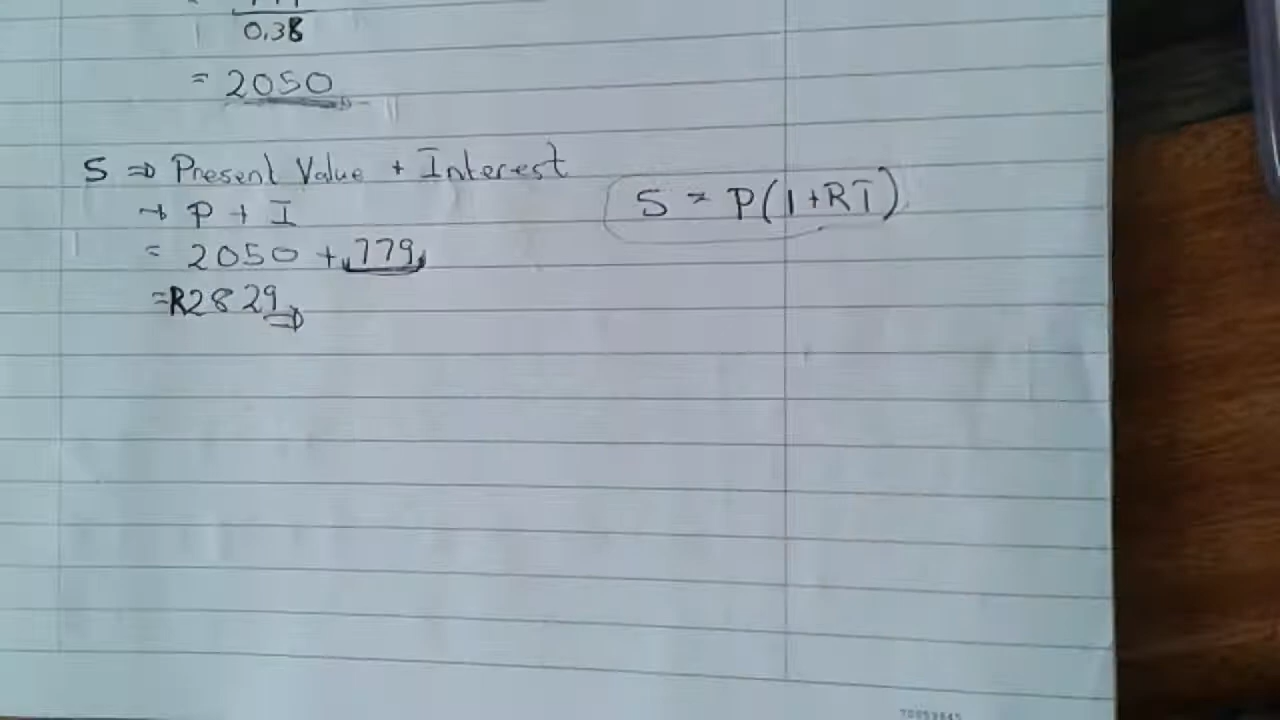 0,38
= 2050
S ⇒ Present Value + Interest
→ P + I
= 2050 + 779
=R2829
S = P(1+RT)